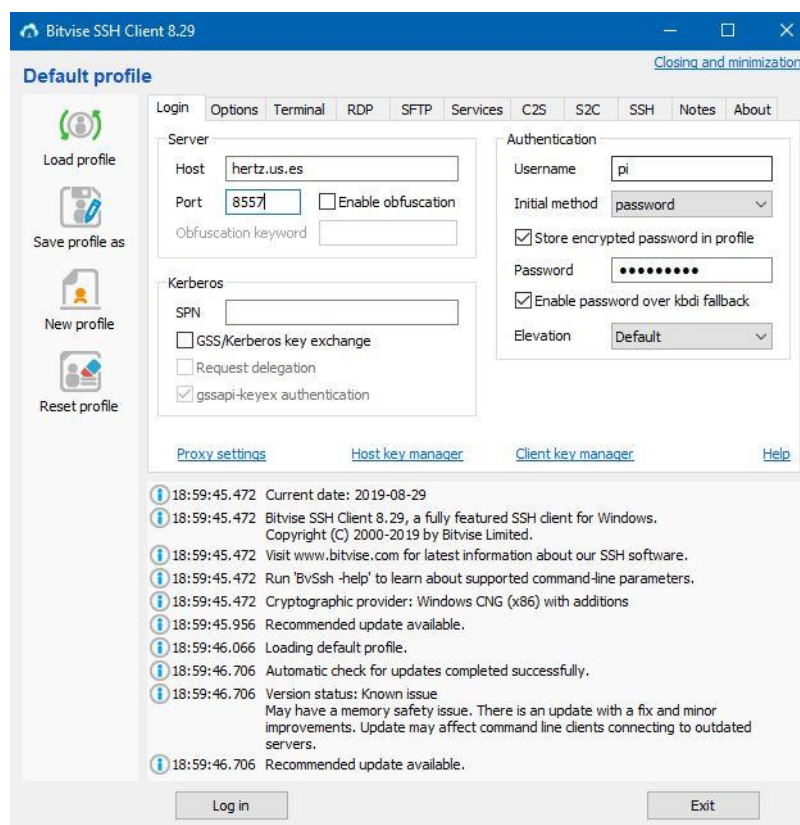 Bitvise SSH Client 8.29
Closing and minimization
Default profile
Load profile
Save profile as
New profile
Reset profile
Login Options Terminal RDP SFTP Services C2S S2C SSH Notes About
Server
Host hertz.us.es
Port 8557 Enable obfuscation
Obfuscation keyword
Kerberos
SPN
GSS/Kerberos key exchange
Request delegation
gssapi-keyex authentication
Authentication
Username pi
Initial method password
Store encrypted password in profile
Password •••••••••
Enable password over kbdi fallback
Elevation Default
Proxy settings Host key manager Client key manager Help
18:59:45.472 Current date: 2019-08-29
18:59:45.472 Bitvise SSH Client 8.29, a fully featured SSH client for Windows.
Copyright (C) 2000-2019 by Bitvise Limited.
18:59:45.472 Visit www.bitvise.com for latest information about our SSH software.
18:59:45.472 Run 'BvSsh -help' to learn about supported command-line parameters.
18:59:45.472 Cryptographic provider: Windows CNG (x86) with additions
18:59:45.956 Recommended update available.
18:59:46.066 Loading default profile.
18:59:46.706 Automatic check for updates completed successfully.
18:59:46.706 Version status: Known issue
May have a memory safety issue. There is an update with a fix and minor
improvements. Update may affect command line clients connecting to outdated
servers.
18:59:46.706 Recommended update available.
Log in Exit